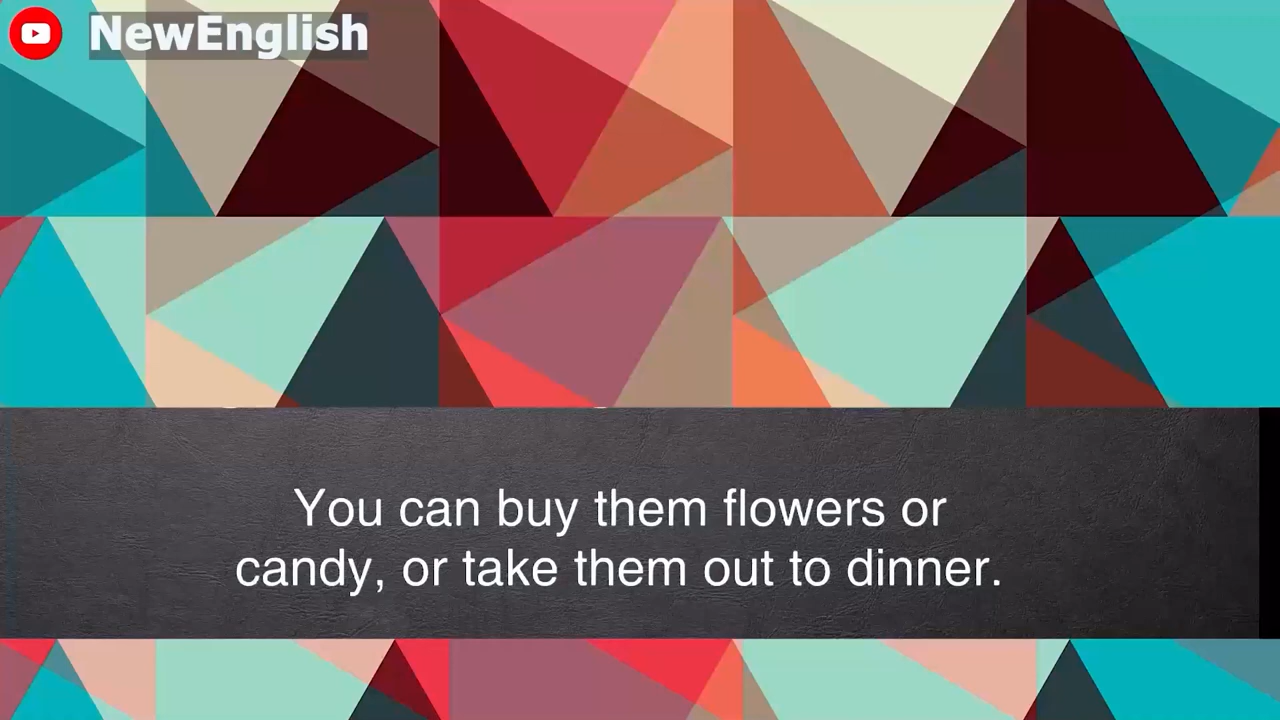 NewEnglish
You can buy them flowers or
candy, or take them out to dinner.